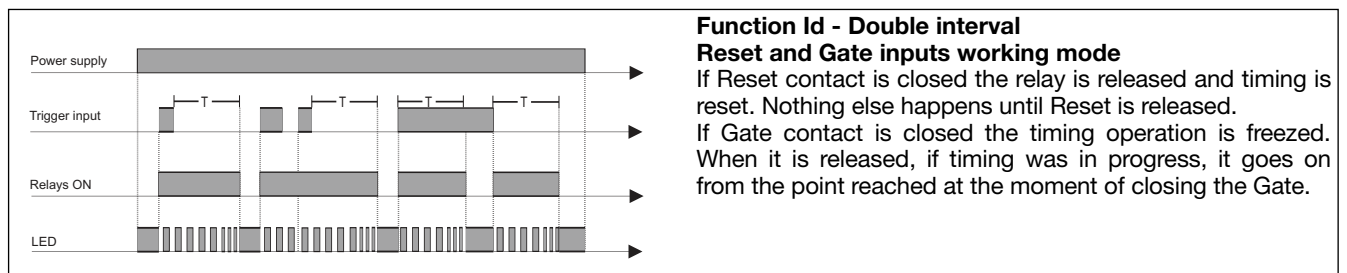 Function Id - Double interval
Reset and Gate inputs working mode
If Reset contact is closed the relay is released and timing is
reset. Nothing else happens until Reset is released.
If Gate contact is closed the timing operation is freezed.
When it is released, if timing was in progress, it goes on
from the point reached at the moment of closing the Gate.
Power supply
T T T T
Trigger input
Relays ON
LED